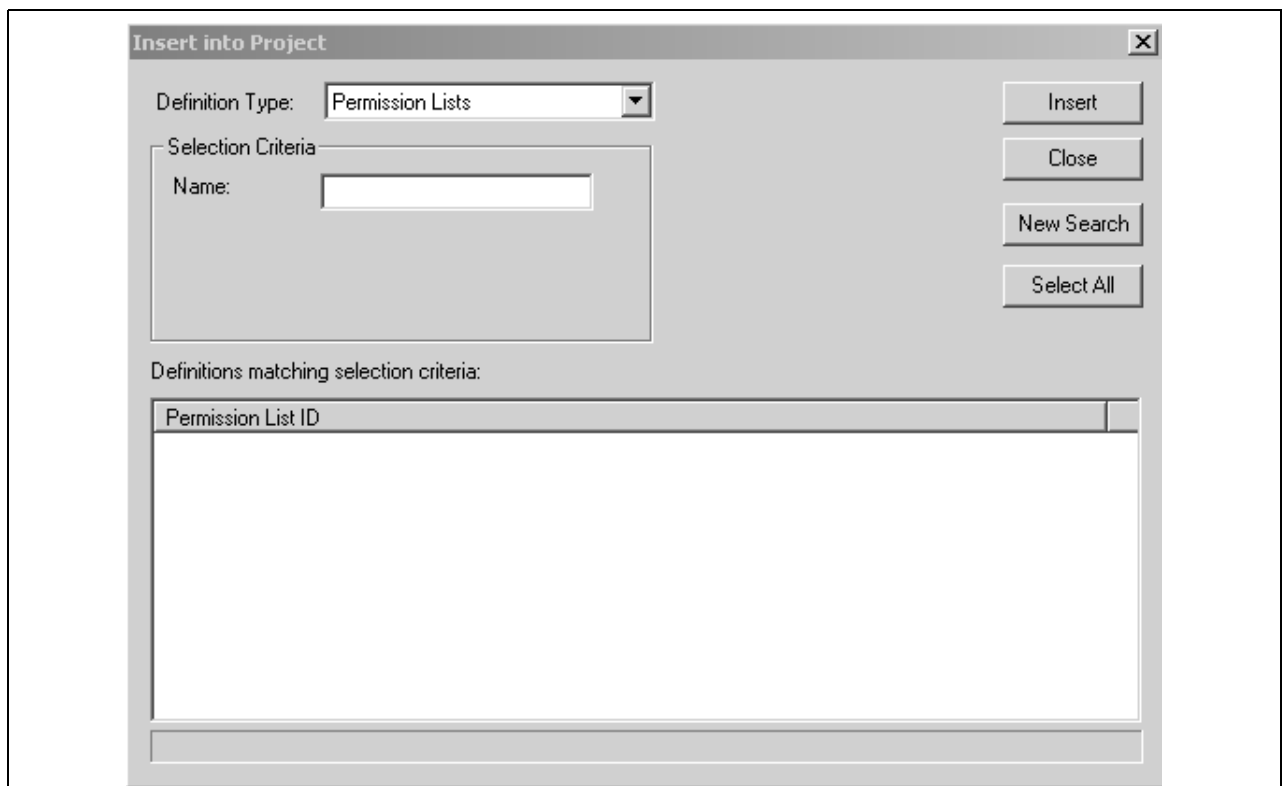 Insert into Project
Definition Type: Permission Lists
Insert
Selection Criteria
Close
Name:
New Search
Select All
Definitions matching selection criteria:
Permission List ID